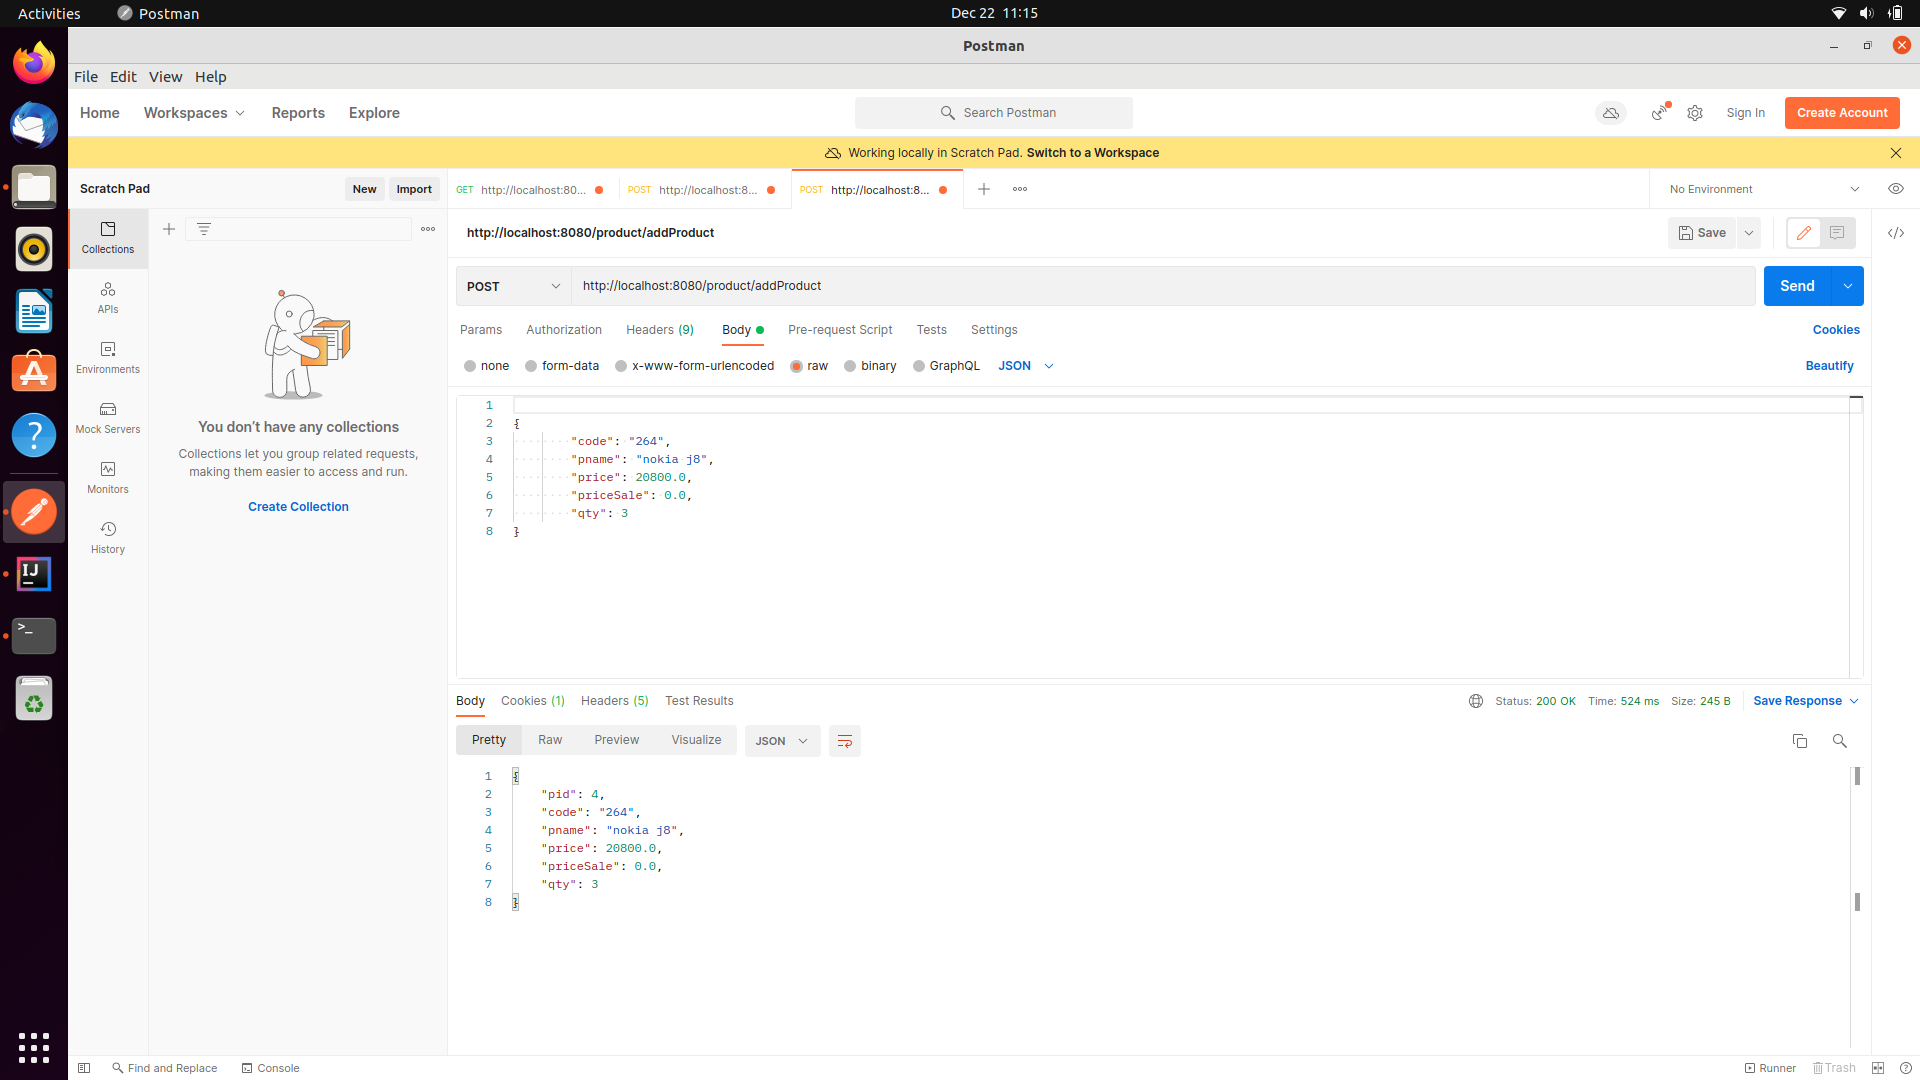 Activities Postman Dec 22 11:15
Postman
File Edit View Help
Home Workspaces Reports Explore Search Postman Sign In Create Account
Working locally in Scratch Pad. Switch to a Workspace
Scratch Pad New Import GET http://localhost:80... POST http://localhost:8... POST http://localhost:8... No Environment
Collections
APIs
Environments
Mock Servers
Monitors
History
You don't have any collections
Collections let you group related requests,
making them easier to access and run.
Create Collection
http://localhost:8080/product/addProduct Save
POST http://localhost:8080/product/addProduct Send
Params Authorization Headers (9) Body Pre-request Script Tests Settings Cookies
none form-data x-www-form-urlencoded raw binary GraphQL JSON Beautify
1
2 {
3 "code": "264",
4 "pname": "nokia j8",
5 "price": 20800.0,
6 "priceSale": 0.0,
7 "qty": 3
8 }
Body Cookies (1) Headers (5) Test Results Status: 200 OK Time: 524 ms Size: 245 B Save Response
Pretty Raw Preview Visualize JSON
1 {
2 "pid": 4,
3 "code": "264",
4 "pname": "nokia j8",
5 "price": 20800.0,
6 "priceSale": 0.0,
7 "qty": 3
8 }
Find and Replace Console Runner Trash